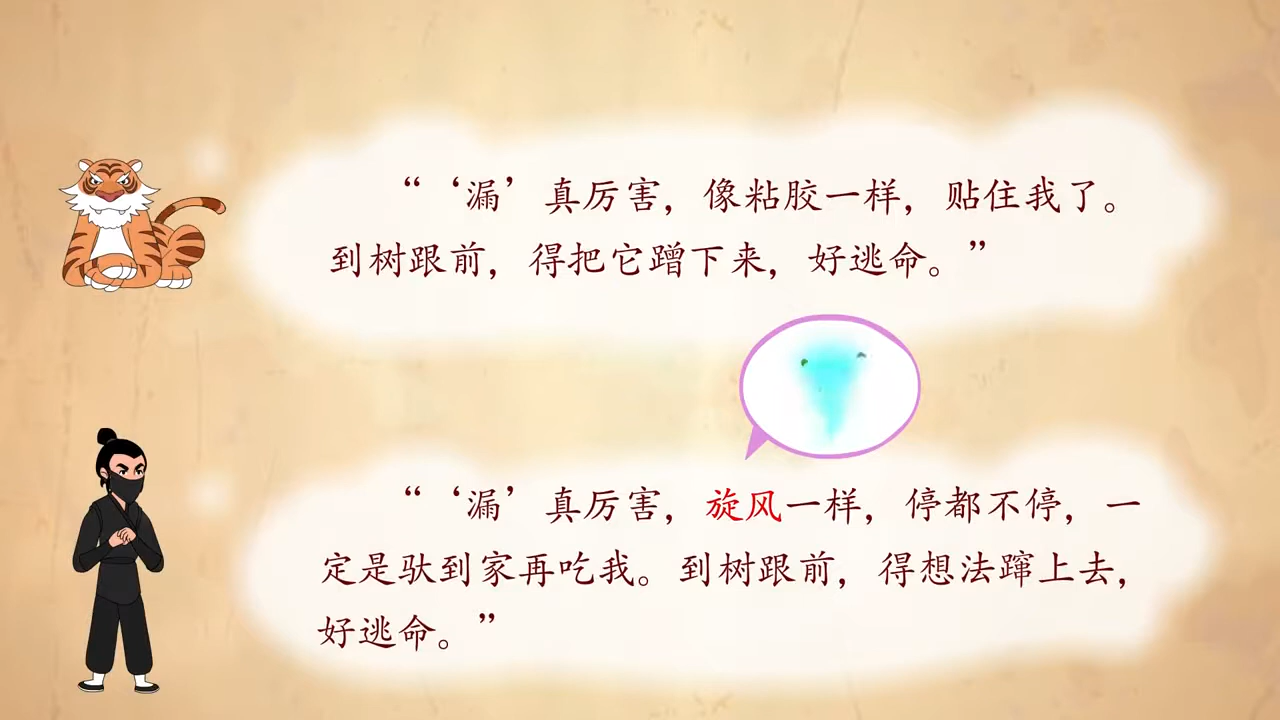 “‘漏’真厉害，像粘胶一样，贴住我了。
到树跟前，得把它蹭下来，好逃命。”
“‘漏’真厉害，旋风一样，停都不停，一
定是驮到家再吃我。到树跟前，得想法蹿上去，
好逃命。”